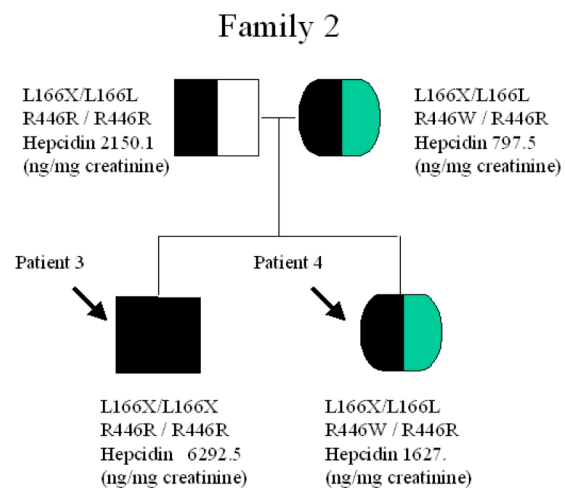 Family 2
L166X/L166L
R446R / R446R
Hepcidin 2150.1
(ng/mg creatinine)
L166X/L166L
R446W / R446R
Hepcidin 797.5
(ng/mg creatinine)
Patient 3
Patient 4
L166X/L166X
R446R / R446R
Hepcidin 6292.5
(ng/mg creatinine)
L166X/L166L
R446W / R446R
Hepcidin 1627.
(ng/mg creatinine)